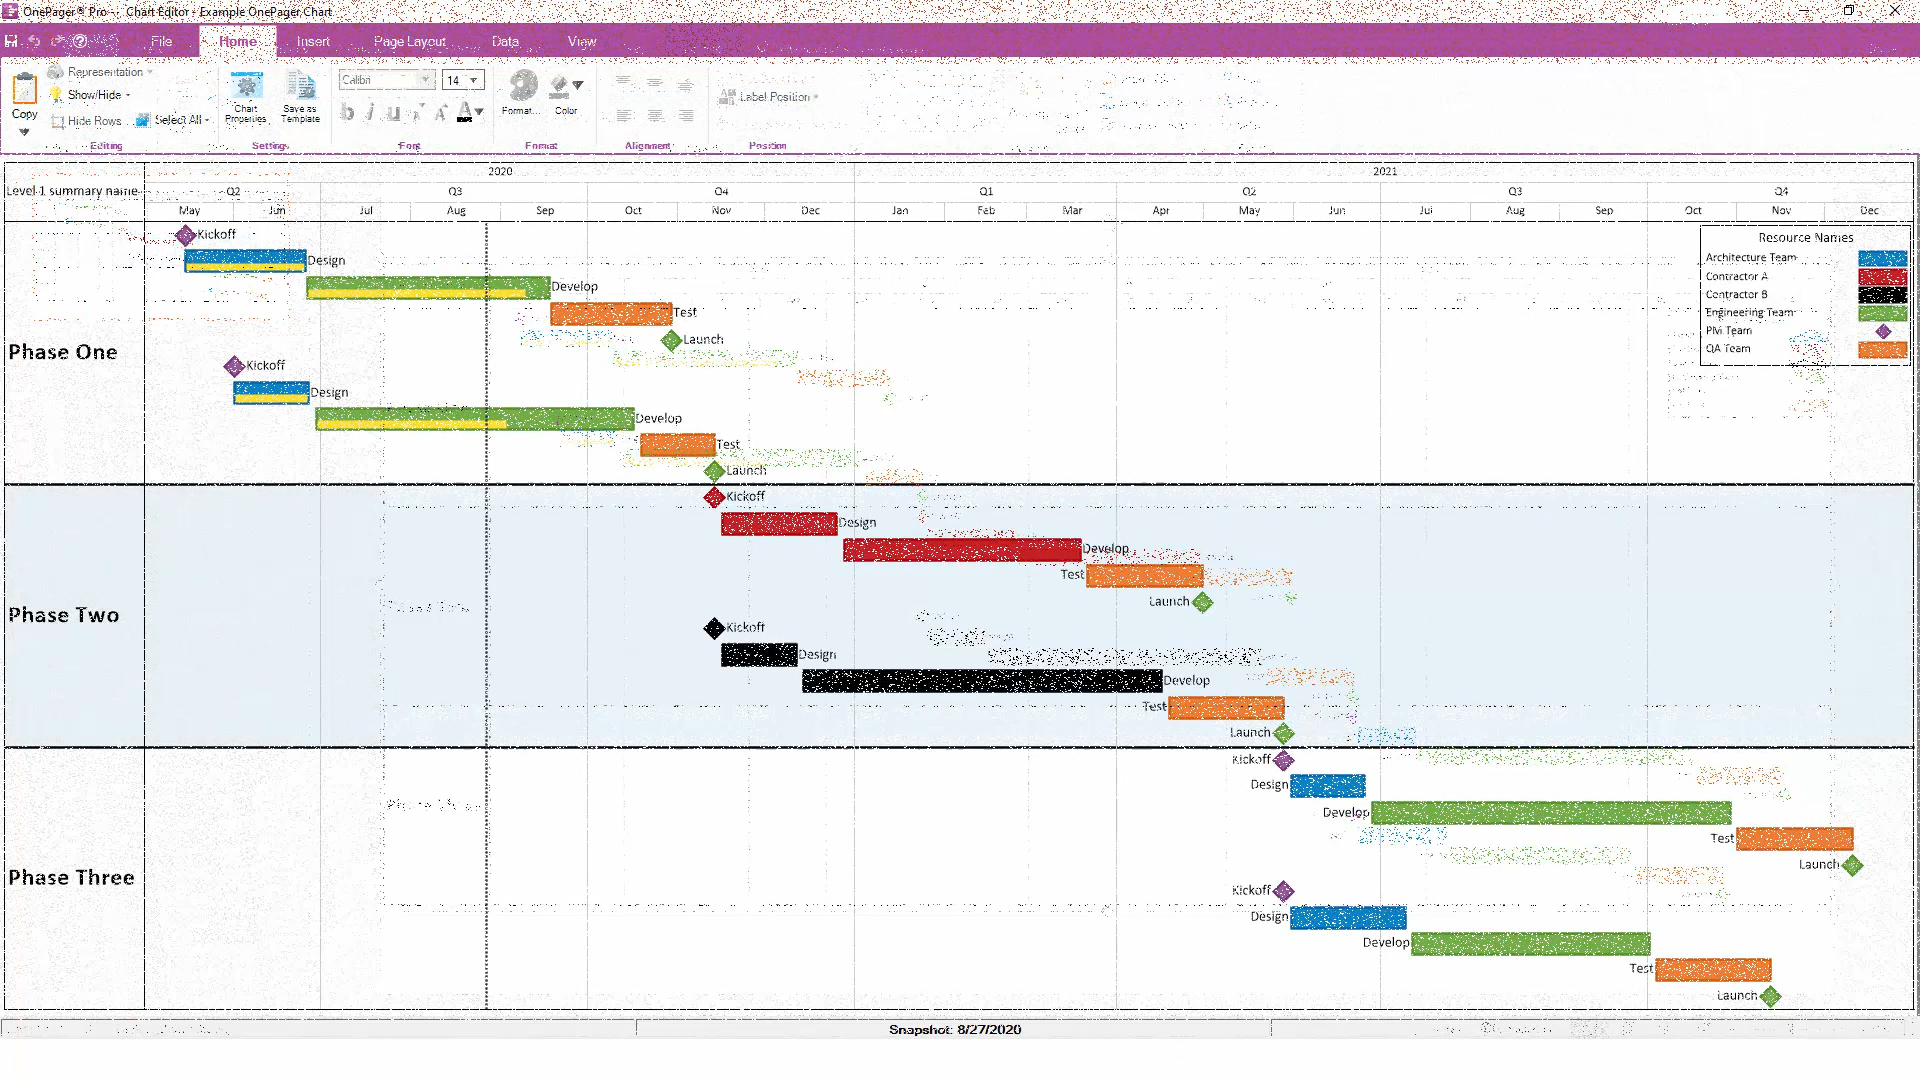 OnePager® Pro -- Chart Editor - Example OnePager Chart
File Home Insert Page Layout Data View
Copy
Representation
Show/Hide
Hide Rows
Select All
Editing
Chart Properties
Save as Template
Settings
Calibri 14
b i u A A A
Font
Format...
Color
Format
Alignment
Label Position
Position
2020 2021
Level 1 summary name Q2 Q3 Q4 Q1 Q2 Q3 Q4
May Jun Jul Aug Sep Oct Nov Dec Jan Feb Mar Apr May Jun Jul Aug Sep Oct Nov Dec
Resource Names
Architecture Team
Contractor A
Contractor B
Engineering Team
PM Team
QA Team
Phase One
Kickoff
Design
Develop
Test
Launch
Kickoff
Design
Develop
Test
Launch
Phase Two
Kickoff
Design
Develop
Test
Launch
Kickoff
Design
Develop
Test
Launch
Phase Three
Kickoff
Design
Develop
Test
Launch
Kickoff
Design
Develop
Test
Launch
Snapshot: 8/27/2020